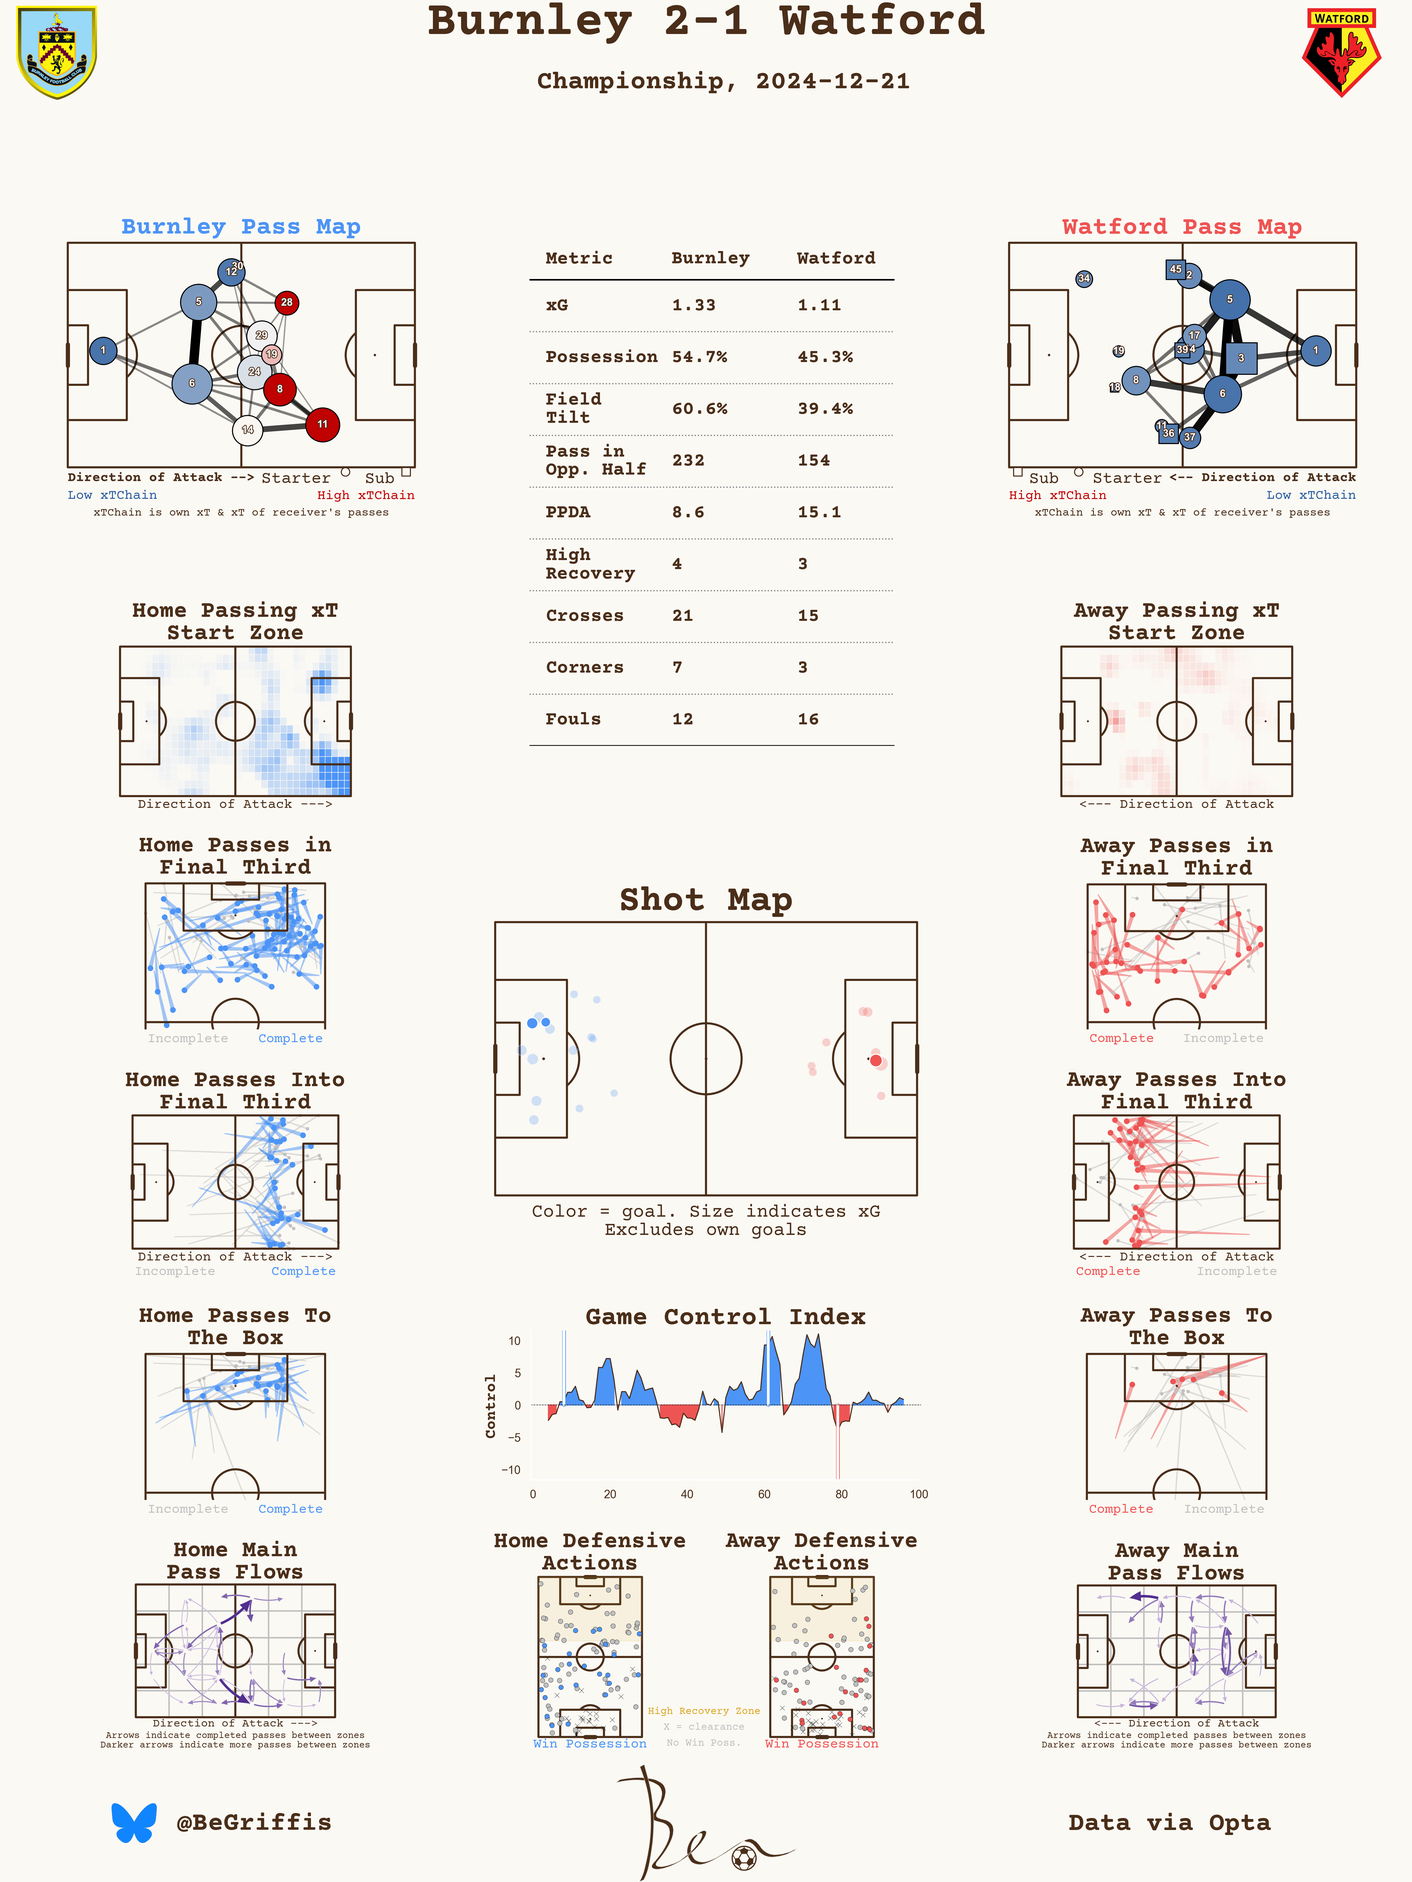 Burnley 2-1 Watford
Championship, 2024-12-21
WATFORD
Burnley Pass Map
1
5
6
12
30
28
29
19
24
8
14
11
Direction of Attack --> Starter Sub
Low xTChain High xTChain
xTChain is own xT & xT of receiver's passes
Metric Burnley Watford
xG 1.33 1.11
Possession 54.7% 45.3%
Field
Tilt 60.6% 39.4%
Pass in
Opp. Half 232 154
PPDA 8.6 15.1
High
Recovery 4 3
Crosses 21 15
Corners 7 3
Fouls 12 16
Watford Pass Map
34
45
2
5
17
39
4
3
1
19
18
8
6
11
36
37
Sub Starter <-- Direction of Attack
High xTChain Low xTChain
xTChain is own xT & xT of receiver's passes
Home Passing xT
Start Zone
Direction of Attack --->
Away Passing xT
Start Zone
<--- Direction of Attack
Home Passes in
Final Third
Incomplete Complete
Away Passes in
Final Third
Complete Incomplete
Shot Map
Color = goal. Size indicates xG
Excludes own goals
Home Passes Into
Final Third
Direction of Attack --->
Incomplete Complete
Away Passes Into
Final Third
<--- Direction of Attack
Complete Incomplete
Home Passes To
The Box
Incomplete Complete
Game Control Index
Control
10
5
0
−5
−10
0 20 40 60 80 100
Away Passes To
The Box
Complete Incomplete
Home Main
Pass Flows
Direction of Attack --->
Arrows indicate completed passes between zones
Darker arrows indicate more passes between zones
Home Defensive
Actions
Win Possession
Away Defensive
Actions
Win Possession
High Recovery Zone
X = clearance
No Win Poss.
Away Main
Pass Flows
<--- Direction of Attack
Arrows indicate completed passes between zones
Darker arrows indicate more passes between zones
@BeGriffis
Ben
Data via Opta